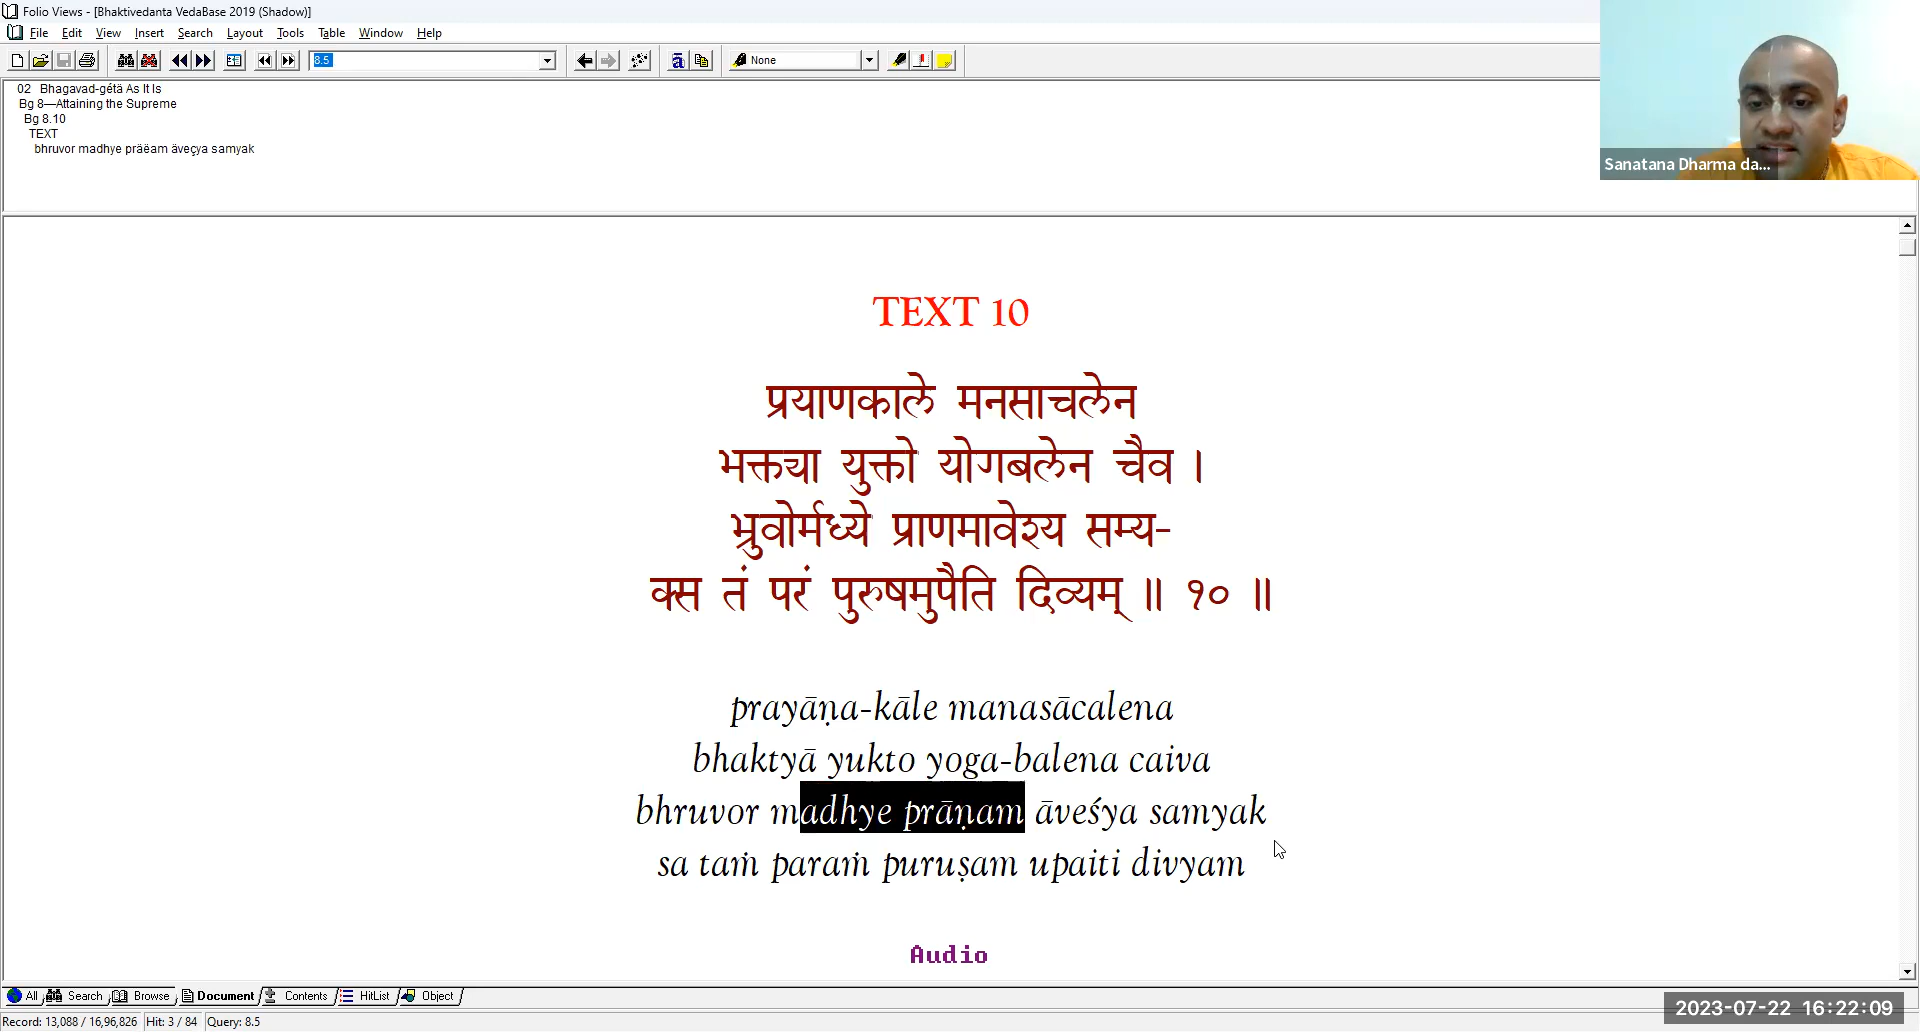 Folio Views - [Bhaktivedanta VedaBase 2019 (Shadow)]
File Edit View Insert Search Layout Tools Table Window Help
8.5 None
02 Bhagavad-gétä As It Is
Bg 8—Attaining the Supreme
Bg 8.10
TEXT
bhruvor madhye präëam äveçya samyak
Sanatana Dharma da...
TEXT 10
प्रयाणकाले मनसाचलेन
भक्तया युक्तो योगबलेन चैव ।
भ्रुवोर्मध्ये प्राणमावेश्य सम्य-
क्स तं परं पुरुषमुपैति दिव्यम् ॥ १० ॥
prayāṇa-kāle manasācalena
bhaktyā yukto yoga-balena caiva
bhruvor madhye prāṇam āveśya samyak
sa taṁ paraṁ puruṣam upaiti divyam
Audio
All Search Browse Document Contents HitList Object
Record: 13,088 / 16,96,826 Hit: 3 / 84 Query: 8.5
2023-07-22 16:22:09